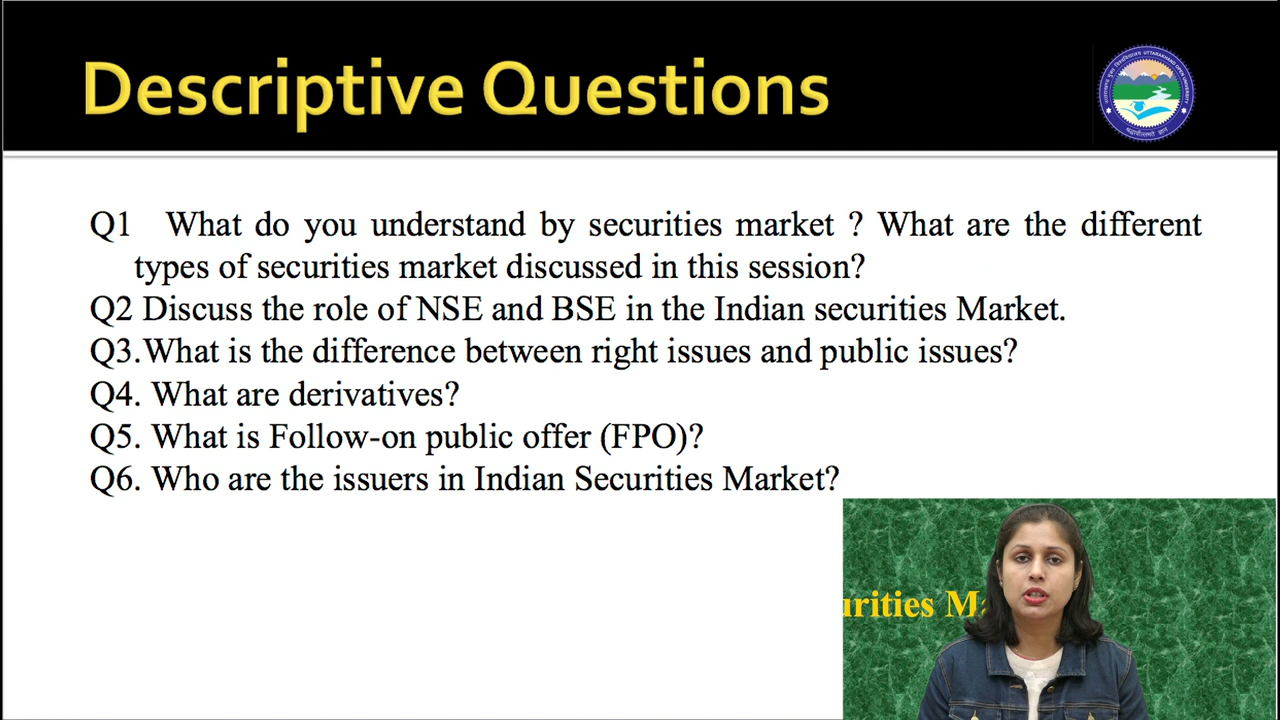 Descriptive Questions
UTTARAKHAND OPEN UNIVERSITY
Q1 What do you understand by securities market ? What are the different
types of securities market discussed in this session?
Q2 Discuss the role of NSE and BSE in the Indian securities Market.
Q3.What is the difference between right issues and public issues?
Q4. What are derivatives?
Q5. What is Follow-on public offer (FPO)?
Q6. Who are the issuers in Indian Securities Market?
urities Ma